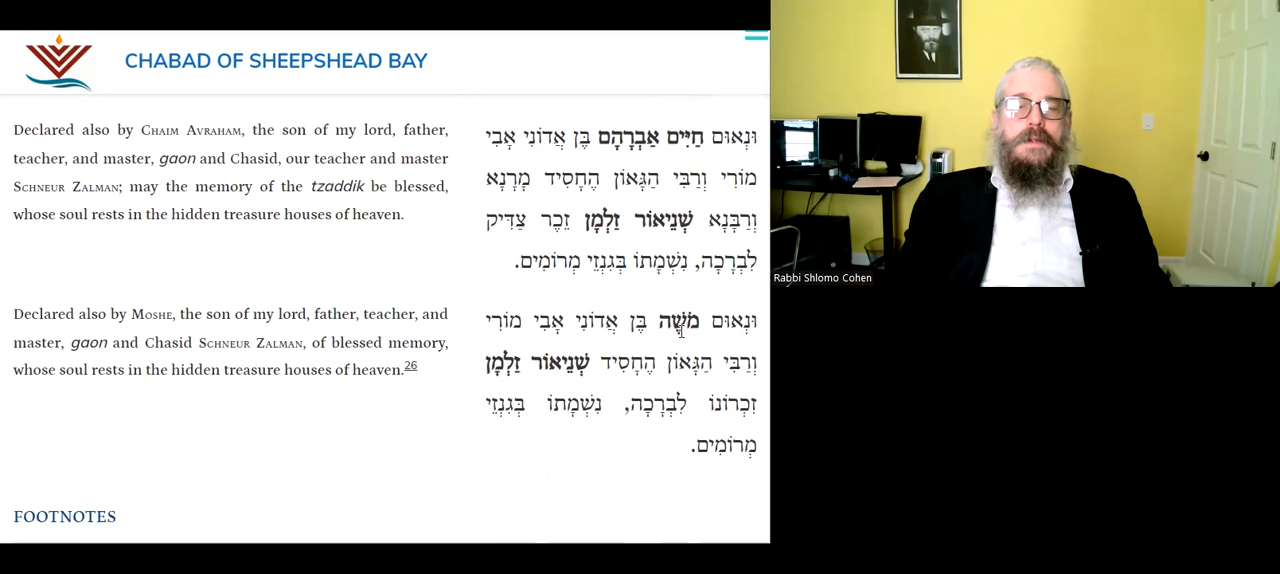 CHABAD OF SHEEPSHEAD BAY
Declared also by CHAIM AVRAHAM, the son of my lord, father,
teacher, and master, gaon and Chasid, our teacher and master
SCHNEUR ZALMAN; may the memory of the tzaddik be blessed,
whose soul rests in the hidden treasure houses of heaven.
וּנְאוּם חַיִּים אַבְרָהָם בֶּן אֲדוֹנִי אָבִי
מוֹרִי וְרַבִּי הַגָּאוֹן הֶחָסִיד מָרָנָא
וְרַבָּנָא שְׁנֵיאוֹר זַלְמָן זֵכֶר צַדִּיק
לִבְרָכָה, נִשְׁמָתוֹ בְּגִנְזֵי מְרוֹמִים.
Declared also by MOSHE, the son of my lord, father, teacher, and
master, gaon and Chasid SCHNEUR ZALMAN, of blessed memory,
whose soul rests in the hidden treasure houses of heaven.26
וּנְאוּם מֹשֶׁה בֶּן אֲדוֹנִי אָבִי מוֹרִי
וְרַבִּי הַגָּאוֹן הֶחָסִיד שְׁנֵיאוֹר זַלְמָן
זִכְרוֹנוֹ לִבְרָכָה, נִשְׁמָתוֹ בְּגִנְזֵי
מְרוֹמִים.
FOOTNOTES
Rabbi Shlomo Cohen